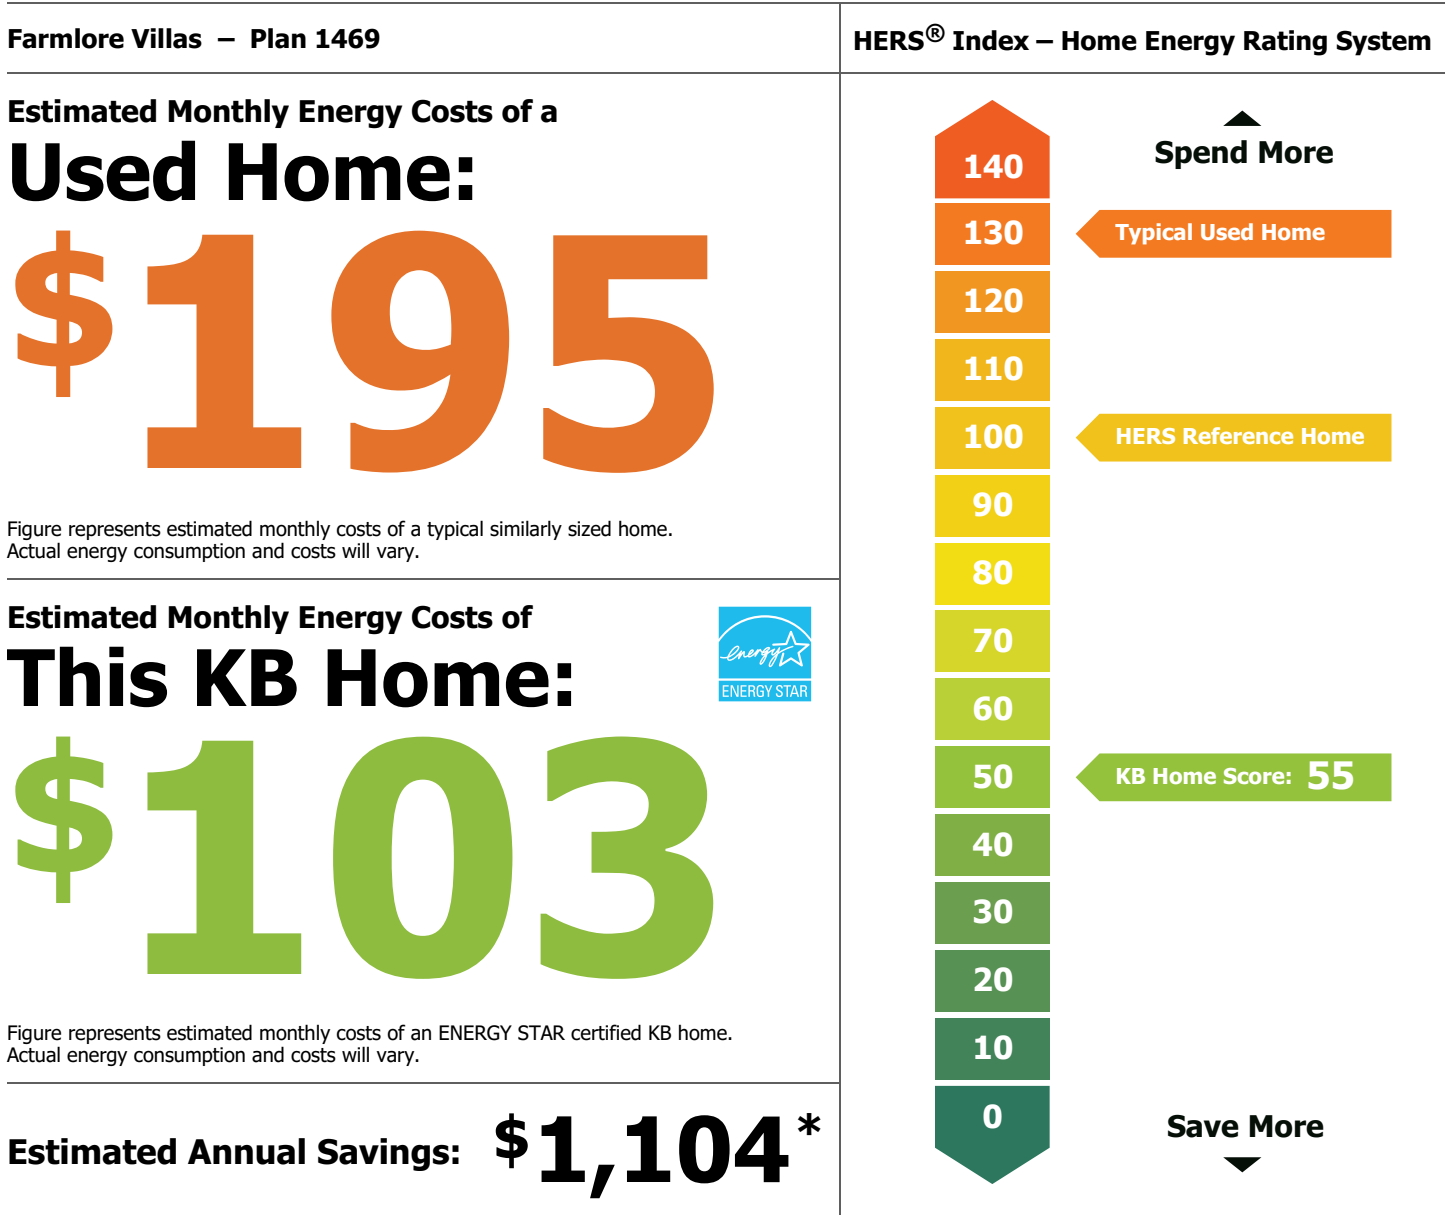 Farmlore Villas – Plan 1469
Estimated Monthly Energy Costs of a
Used Home:
$195
Figure represents estimated monthly costs of a typical similarly sized home.
Actual energy consumption and costs will vary.
Estimated Monthly Energy Costs of
This KB Home:
energy
ENERGY STAR
$103
Figure represents estimated monthly costs of an ENERGY STAR certified KB home.
Actual energy consumption and costs will vary.
Estimated Annual Savings: $1,104*
HERS® Index – Home Energy Rating System
Spend More
140
130 Typical Used Home
120
110
100 HERS Reference Home
90
80
70
60
50 KB Home Score: 55
40
30
20
10
0
Save More